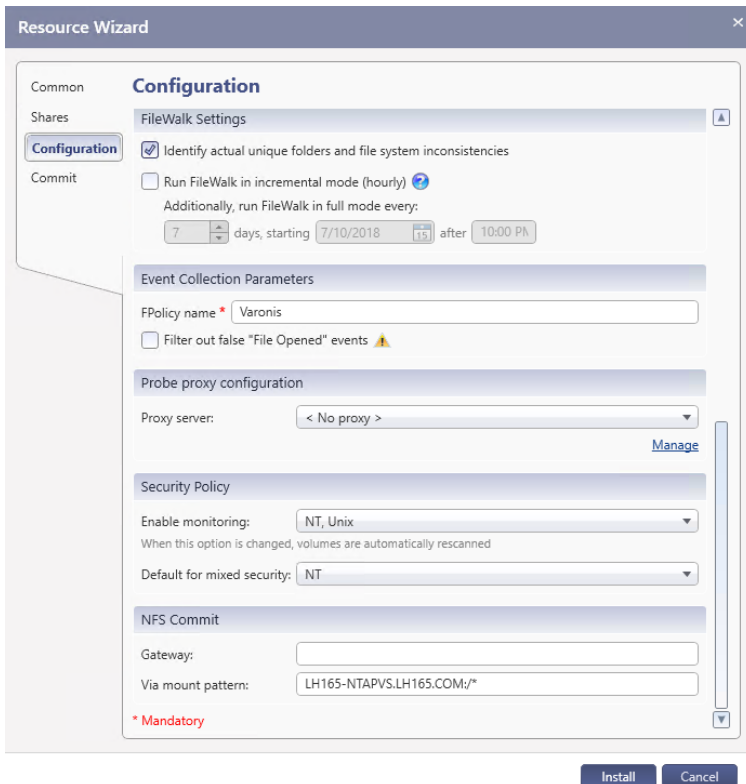 Resource Wizard
Common
Shares
Configuration
Commit
Configuration
FileWalk Settings
Identify actual unique folders and file system inconsistencies
Run FileWalk in incremental mode (hourly)
Additionally, run FileWalk in full mode every:
7 days, starting 7/10/2018 15 after 10:00 PM
Event Collection Parameters
FPolicy name * Varonis
Filter out false "File Opened" events
Probe proxy configuration
Proxy server: < No proxy >
Manage
Security Policy
Enable monitoring: NT, Unix
When this option is changed, volumes are automatically rescanned
Default for mixed security: NT
NFS Commit
Gateway:
Via mount pattern: LH165-NTAPVS.LH165.COM:/*
* Mandatory
Install Cancel